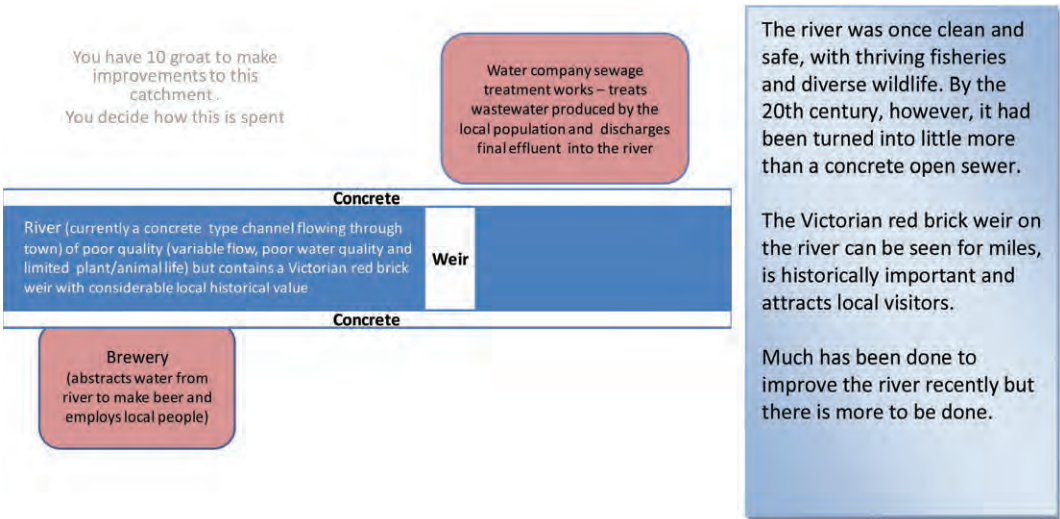 You have 10 groat to make
improvements to this
catchment .
You decide how this is spent
Water company sewage
treatment works – treats
wastewater produced by the
local population and discharges
final effluent into the river
Concrete
River (currently a concrete type channel flowing through
town) of poor quality (variable flow, poor water quality and
limited plant/animal life) but contains a Victorian red brick
weir with considerable local historical value
Weir
Concrete
Brewery
(abstracts water from
river to make beer and
employs local people)
The river was once clean and
safe, with thriving fisheries
and diverse wildlife. By the
20th century, however, it had
been turned into little more
than a concrete open sewer.
The Victorian red brick weir on
the river can be seen for miles,
is historically important and
attracts local visitors.
Much has been done to
improve the river recently but
there is more to be done.